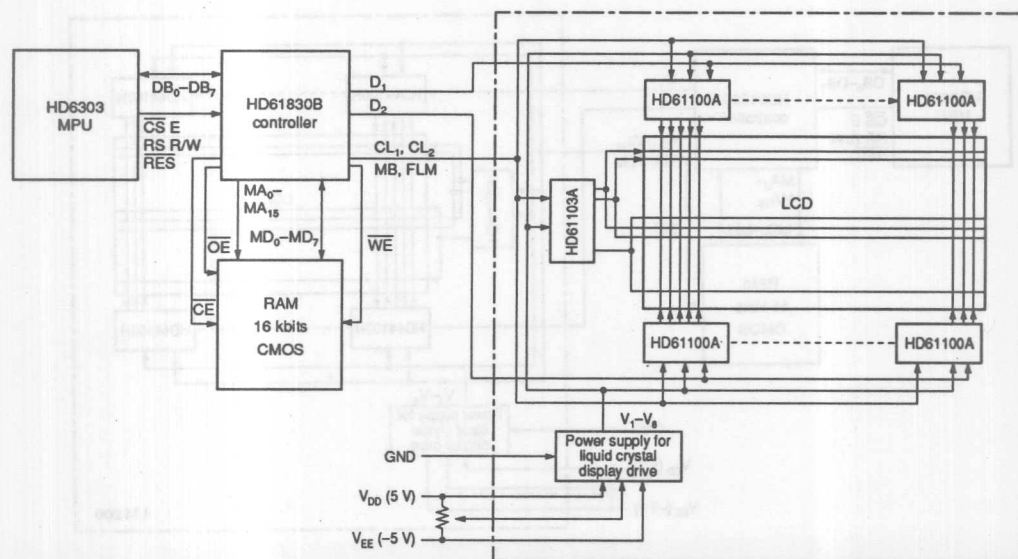 HD6303
MPU
DB0–DB7
CS E
RS R/W
RES
HD61830B
controller
D1
D2
CL1, CL2
MB, FLM
MA0–
MA15
MD0–MD7
OE
WE
CE
RAM
16 kbits
CMOS
HD61100A
HD61100A
HD61103A
LCD
HD61100A
HD61100A
V1–V6
Power supply for
liquid crystal
display drive
GND
VDD (5 V)
VEE (–5 V)